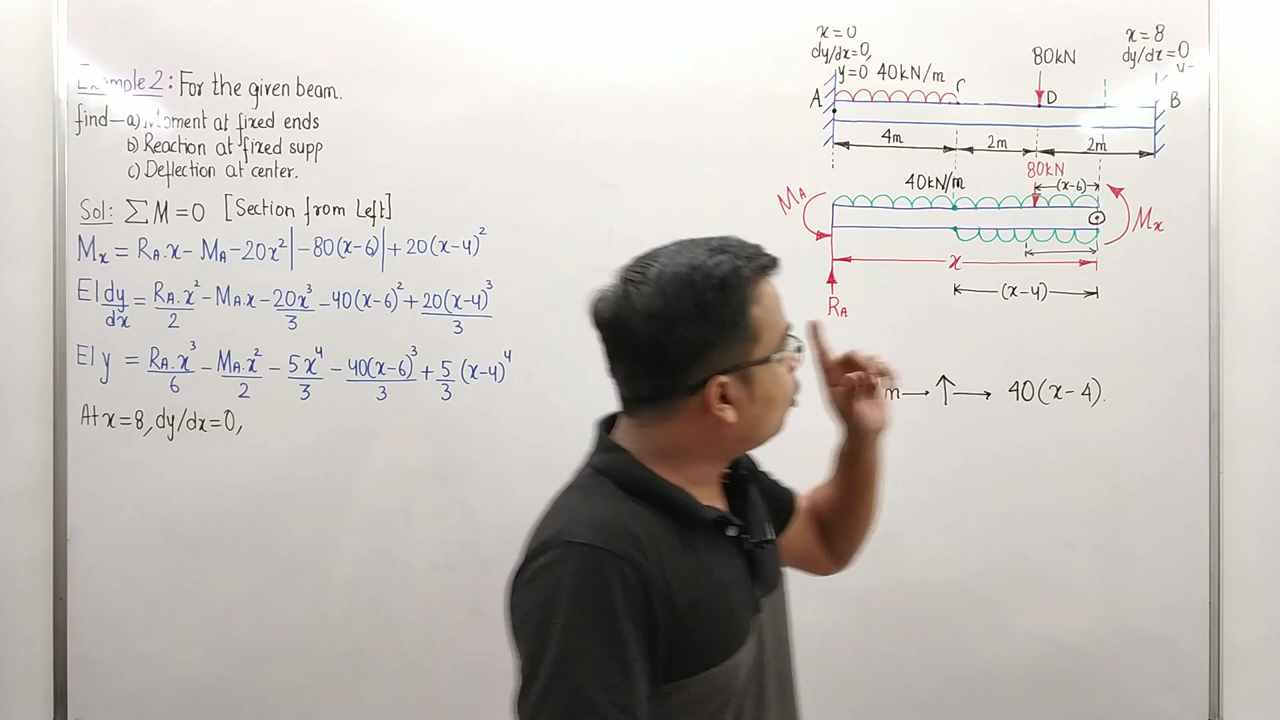 Example 2: For the given beam.
find— a) Moment at fixed ends
b) Reaction at fixed supp
c) Deflection at center.
Sol: ΣM=0 [Section from Left]
Mx = RA.x - MA - 20x² | - 80(x-6) | + 20(x-4)²
EI dy/dx = RA.x²/2 - MA.x - 20x³/3 - 40(x-6)² + 20(x-4)³/3
EI y = RA.x³/6 - MA.x²/2 - 5x⁴/3 - 40(x-6)³/3 + 5/3 (x-4)⁴
At x=8, dy/dx=0,
x=0
dy/dx=0,
y=0 40kN/m
80kN
x=8
dy/dx=0
A
D
B
4m
2m
2m
80kN
40kN/m
(x-6)
MA
Mx
x
(x-4)
RA
m → ↑ → 40(x-4).